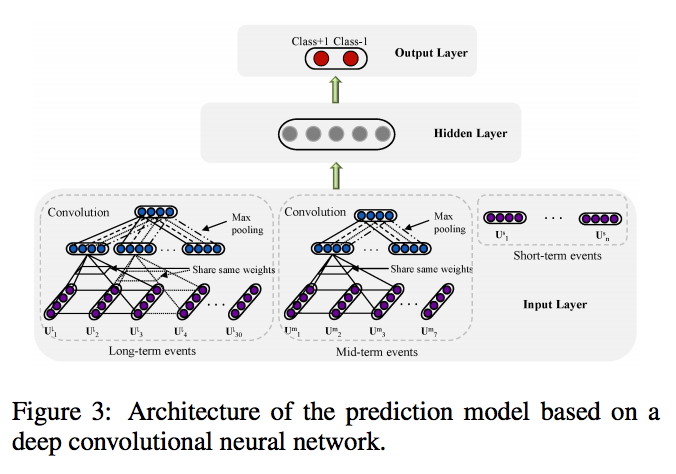 Class+1 Class-1
Output Layer
Hidden Layer
Convolution
Max
pooling
Share same weights
U^l_1 U^l_2 U^l_3 U^l_4 ... U^l_30
Long-term events
Convolution
Max
pooling
Share same weights
U^m_1 U^m_2 U^m_3 ... U^m_7
Mid-term events
...
U^s_1 U^s_n
Short-term events
Input Layer
Figure 3: Architecture of the prediction model based on a
deep convolutional neural network.